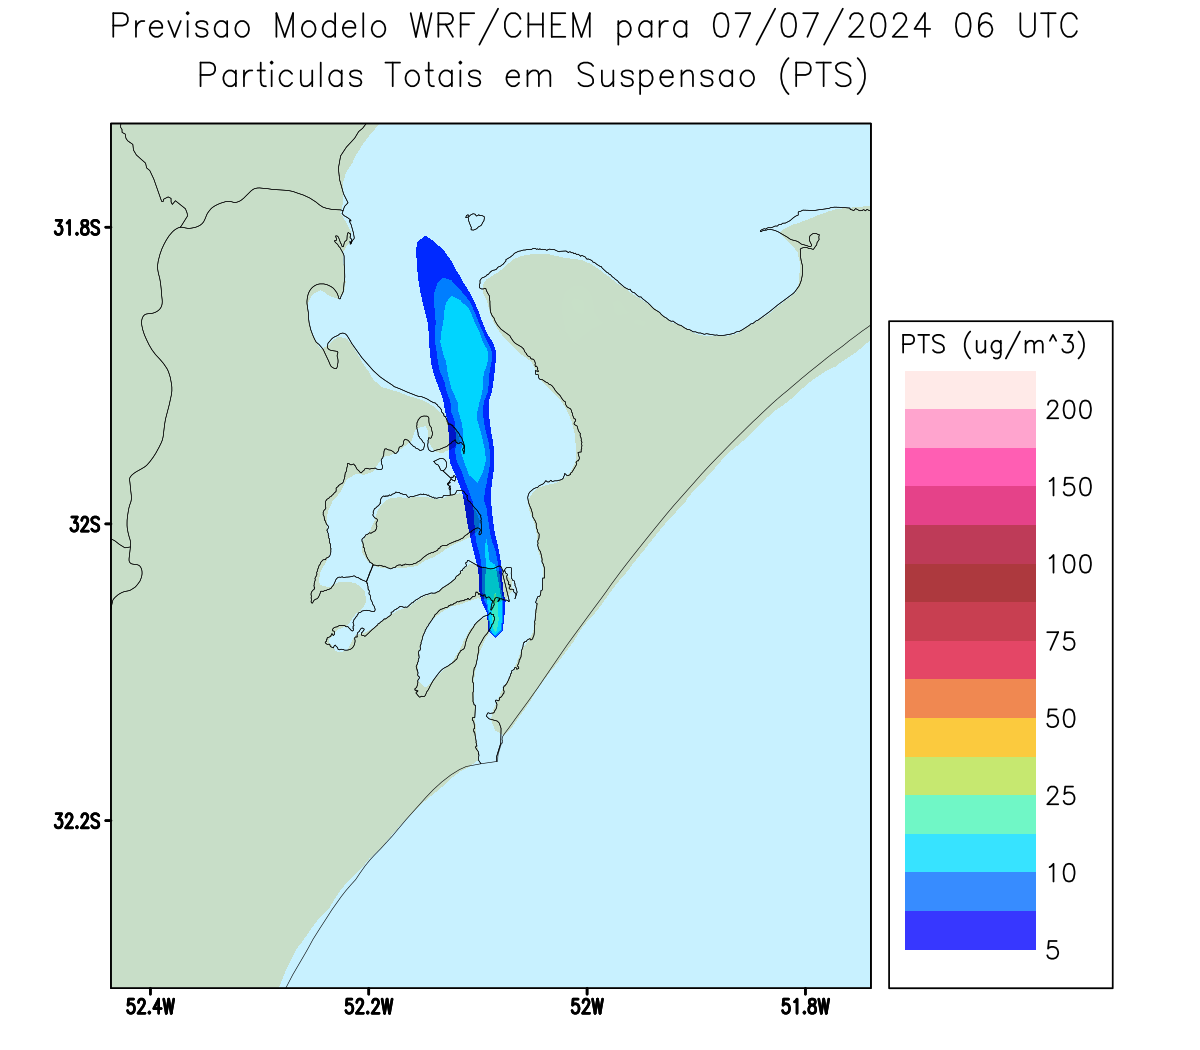 Previsao Modelo WRF/CHEM para 07/07/2024 06 UTC
Particulas Totais em Suspensao (PTS)
31.8S
32S
32.2S
52.4W
52.2W
52W
51.8W
PTS (ug/m^3)
200
150
100
75
50
25
10
5